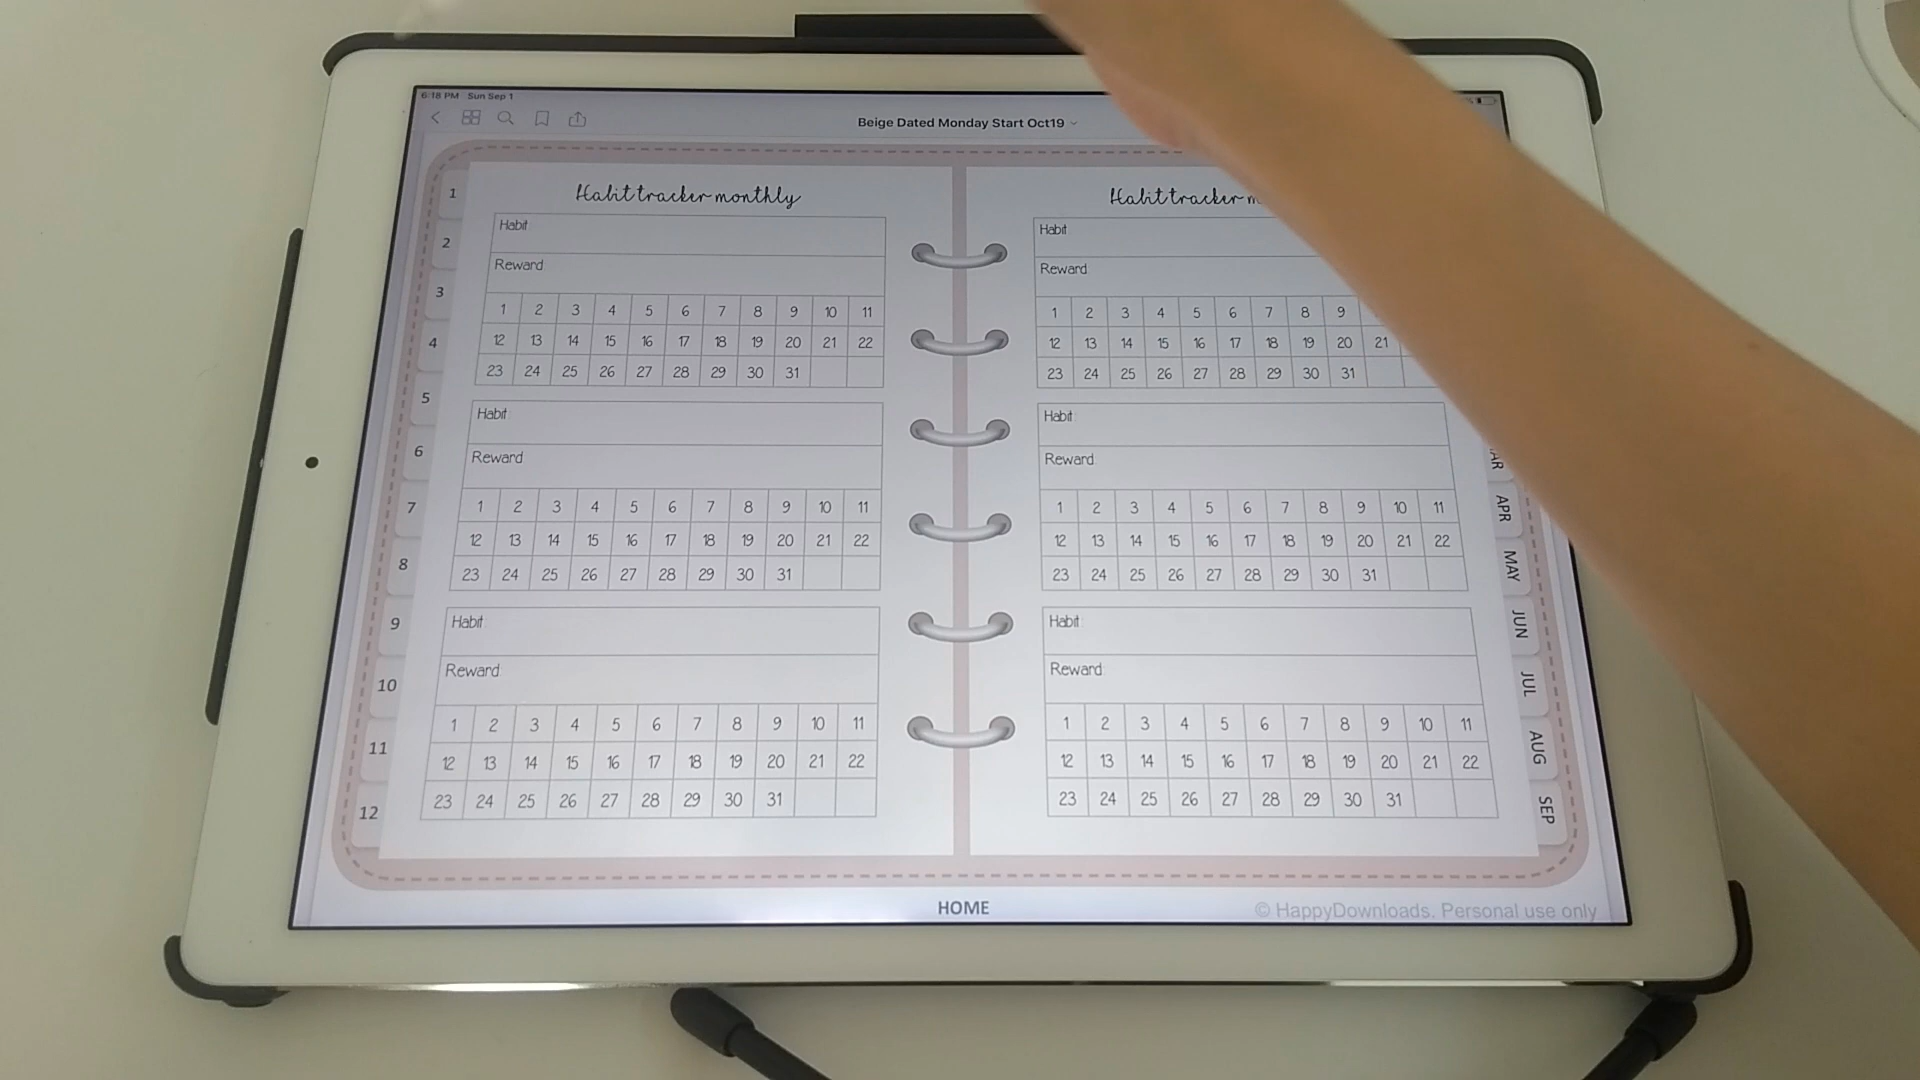 6:18 PM Sun Sep 1
Beige Dated Monday Start Oct19
1
2
3
4
5
6
7
8
9
10
11
12
Habit tracker monthly
Habit
Reward
1 2 3 4 5 6 7 8 9 10 11
12 13 14 15 16 17 18 19 20 21 22
23 24 25 26 27 28 29 30 31
Habit
Reward
1 2 3 4 5 6 7 8 9 10 11
12 13 14 15 16 17 18 19 20 21 22
23 24 25 26 27 28 29 30 31
Habit
Reward
1 2 3 4 5 6 7 8 9 10 11
12 13 14 15 16 17 18 19 20 21 22
23 24 25 26 27 28 29 30 31
Habit tracker
Habit
Reward
1 2 3 4 5 6 7 8 9
12 13 14 15 16 17 18 19 20 21
23 24 25 26 27 28 29 30 31
Habit
Reward
1 2 3 4 5 6 7 8 9 10 11
12 13 14 15 16 17 18 19 20 21 22
23 24 25 26 27 28 29 30 31
Habit
Reward
1 2 3 4 5 6 7 8 9 10 11
12 13 14 15 16 17 18 19 20 21 22
23 24 25 26 27 28 29 30 31
APR
MAY
JUN
JUL
AUG
SEP
HOME
© HappyDownloads. Personal use only